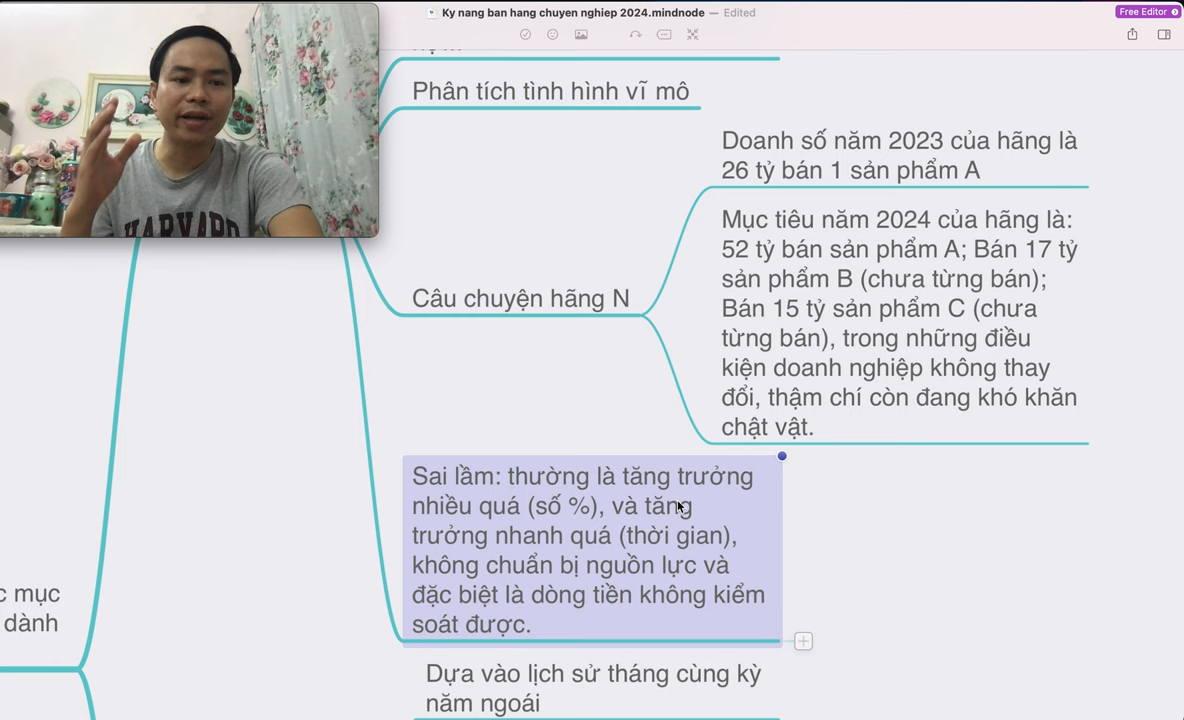 Ky nang ban hang chuyen nghiep 2024.mindnode — Edited
Free Editor
Phân tích tình hình vĩ mô
HARVARD
Doanh số năm 2023 của hãng là
26 tỷ bán 1 sản phẩm A
Mục tiêu năm 2024 của hãng là:
52 tỷ bán sản phẩm A; Bán 17 tỷ
sản phẩm B (chưa từng bán);
Bán 15 tỷ sản phẩm C (chưa
từng bán), trong những điều
kiện doanh nghiệp không thay
đổi, thậm chí còn đang khó khăn
chật vật.
Câu chuyện hãng N
Sai lầm: thường là tăng trưởng
nhiều quá (số %), và tăng
trưởng nhanh quá (thời gian),
không chuẩn bị nguồn lực và
đặc biệt là dòng tiền không kiểm
soát được.
c mục
dành
Dựa vào lịch sử tháng cùng kỳ
năm ngoái